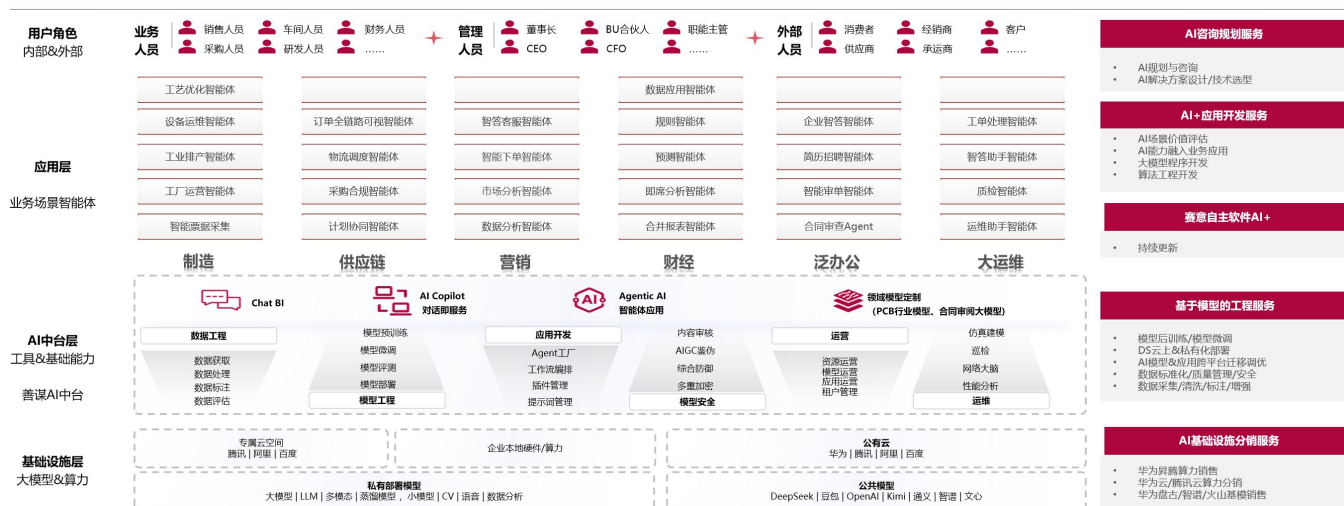 用户角色
内部&外部
业务
人员
销售人员 车间人员 财务人员
采购人员 研发人员 ……
管理
人员
董事长 BU合伙人 职能主管
CEO CFO ……
外部
人员
消费者 经销商 客户
供应商 承运商 ……
应用层
业务场景智能体
工艺优化智能体
设备运维智能体
工业排产智能体
工厂运营智能体
智能票据采集
制造
订单全链路可视智能体
物流调度智能体
采购合规智能体
计划协同智能体
供应链
智答客服智能体
智能下单智能体
市场分析智能体
数据分析智能体
营销
数据应用智能体
规则智能体
预测智能体
即席分析智能体
合并报表智能体
财经
企业智答智能体
简历招聘智能体
智能审单智能体
合同审查Agent
泛办公
工单处理智能体
智答助手智能体
质检智能体
运维助手智能体
大运维
AI中台层
工具&基础能力
善谋AI中台
Chat BI
AI Copilot
对话即服务
AI
Agentic AI
智能体应用
领域模型定制
（PCB行业模型、合同审阅大模型）
数据工程
数据获取
数据处理
数据标注
数据评估
模型预训练
模型微调
模型评测
模型部署
模型工程
应用开发
Agent工厂
工作流编排
插件管理
提示词管理
内容审核
AIGC鉴伪
综合防御
多重加密
模型安全
运营
资源运营
模型运营
应用运营
租户管理
仿真建模
巡检
网络大脑
性能分析
运维
基础设施层
大模型&算力
专属云空间
腾讯 | 阿里 | 百度
企业本地硬件/算力
公有云
华为 | 腾讯 | 阿里 | 百度
私有部署模型
大模型 | LLM | 多模态 | 蒸馏模型 ，小模型 | CV | 语音 | 数据分析
公共模型
DeepSeek | 豆包 | OpenAI | Kimi | 通义 | 智谱 | 文心
AI咨询规划服务
• AI规划与咨询
• AI解决方案设计/技术选型
AI+应用开发服务
• AI场景价值评估
• AI能力融入业务应用
• 大模型程序开发
• 算法工程开发
赛意自主软件AI+
• 持续更新
基于模型的工程服务
• 模型后训练/模型微调
• DS云上&私有化部署
• AI模型&应用跨平台迁移调优
• 数据标准化/质量管理/安全
• 数据采集/清洗/标注/增强
AI基础设施分销服务
• 华为昇腾算力销售
• 华为云/腾讯云算力分销
• 华为盘古/智谱/火山基模销售